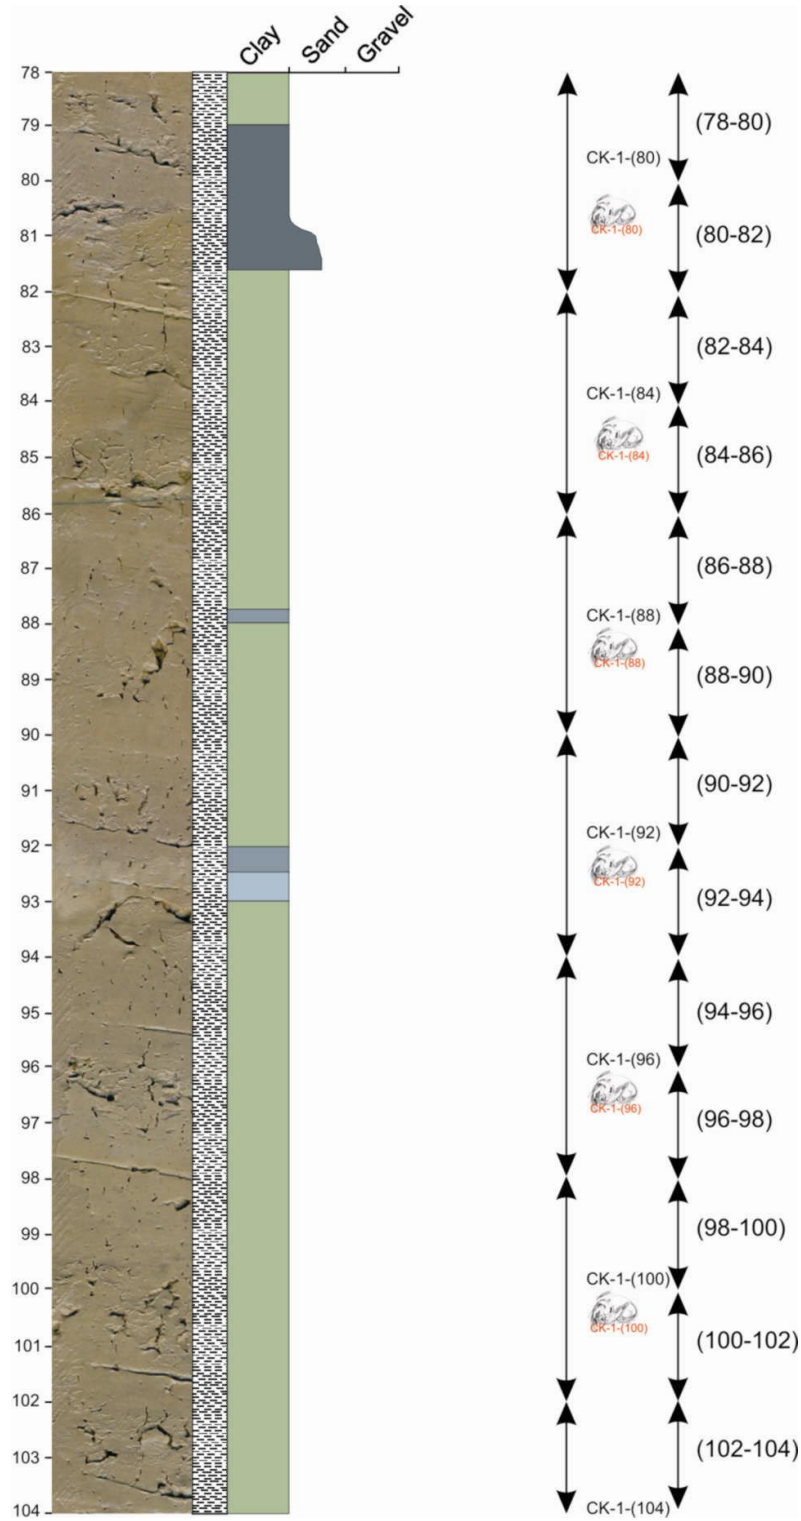 Clay Sand Gravel
78
79
80
81
82
83
84
85
86
87
88
89
90
91
92
93
94
95
96
97
98
99
100
101
102
103
104
CK-1-(80)
CK-1-(80)
CK-1-(84)
CK-1-(84)
CK-1-(88)
CK-1-(88)
CK-1-(92)
CK-1-(92)
CK-1-(96)
CK-1-(96)
CK-1-(100)
CK-1-(100)
CK-1-(104)
(78-80)
(80-82)
(82-84)
(84-86)
(86-88)
(88-90)
(90-92)
(92-94)
(94-96)
(96-98)
(98-100)
(100-102)
(102-104)